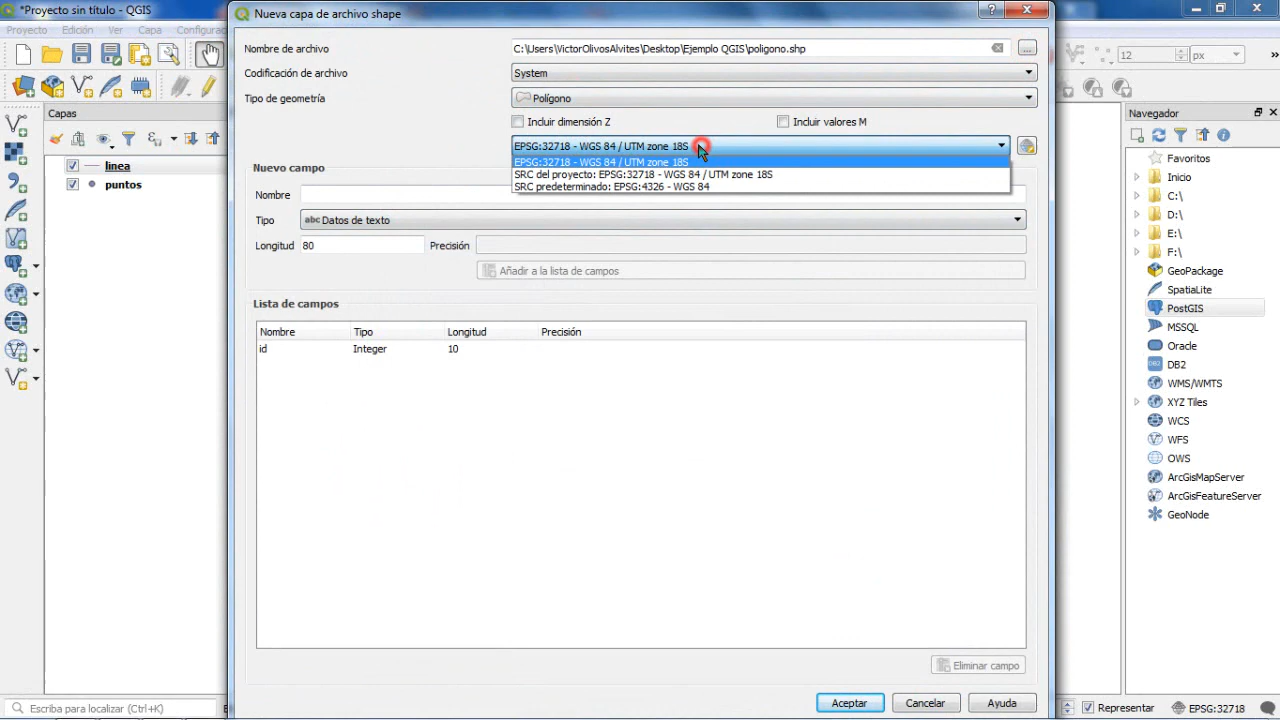 *Proyecto sin título - QGIS
Nueva capa de archivo shape
Proyecto Edición Ver Capa Configura
Nombre de archivo C:\Users\VictorOlivosAlvites\Desktop\Ejemplo QGIS\poligono.shp
Codificación de archivo System
Tipo de geometría Polígono
Incluir dimensión Z Incluir valores M
EPSG:32718 - WGS 84 / UTM zone 18S
EPSG:32718 - WGS 84 / UTM zone 18S
SRC del proyecto: EPSG:32718 - WGS 84 / UTM zone 18S
SRC predeterminado: EPSG:4326 - WGS 84
Nuevo campo
Nombre
Tipo abc Datos de texto
Longitud 80 Precisión
Añadir a la lista de campos
Lista de campos
Nombre Tipo Longitud Precisión
id Integer 10
Eliminar campo
Aceptar Cancelar Ayuda
Capas
linea
puntos
Escriba para localizar (Ctrl+K)
12 px
Navegador
Favoritos
Inicio
C:\
D:\
E:\
F:\
GeoPackage
SpatiaLite
PostGIS
MSSQL
Oracle
DB2
WMS/WMTS
XYZ Tiles
WCS
WFS
OWS
ArcGisMapServer
ArcGisFeatureServer
GeoNode
Representar EPSG:32718